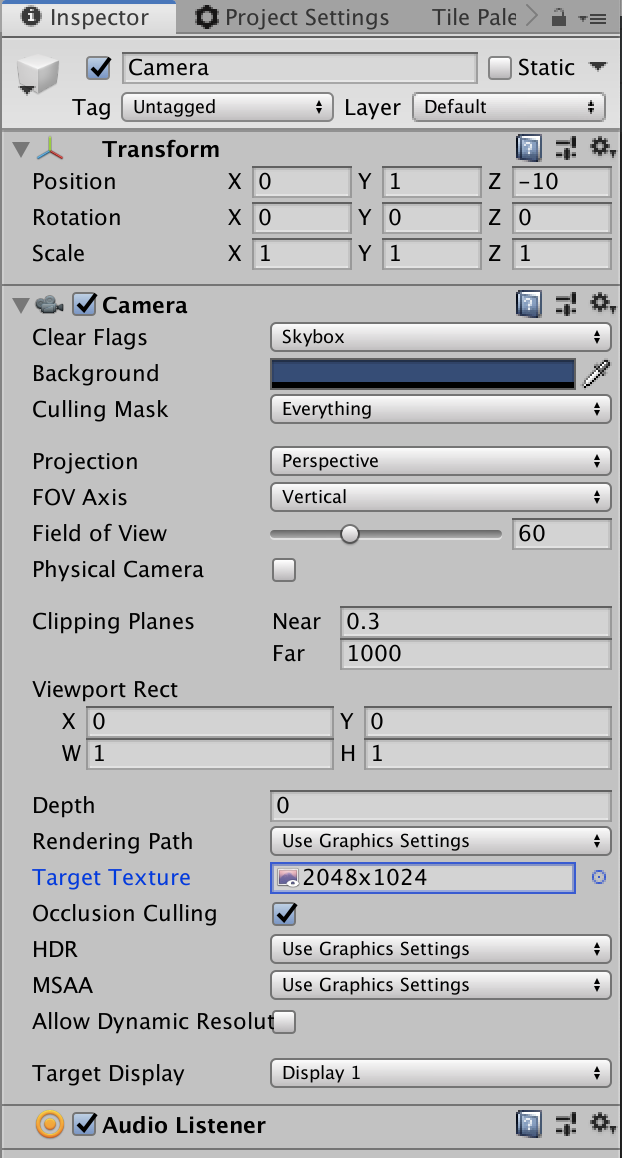 Inspector Project Settings Tile Pale
Camera Static
Tag Untagged Layer Default
Transform
Position X 0 Y 1 Z -10
Rotation X 0 Y 0 Z 0
Scale X 1 Y 1 Z 1
Camera
Clear Flags Skybox
Background
Culling Mask Everything
Projection Perspective
FOV Axis Vertical
Field of View 60
Physical Camera
Clipping Planes Near 0.3
Far 1000
Viewport Rect
X 0 Y 0
W 1 H 1
Depth 0
Rendering Path Use Graphics Settings
Target Texture 2048x1024
Occlusion Culling
HDR Use Graphics Settings
MSAA Use Graphics Settings
Allow Dynamic Resolut
Target Display Display 1
Audio Listener